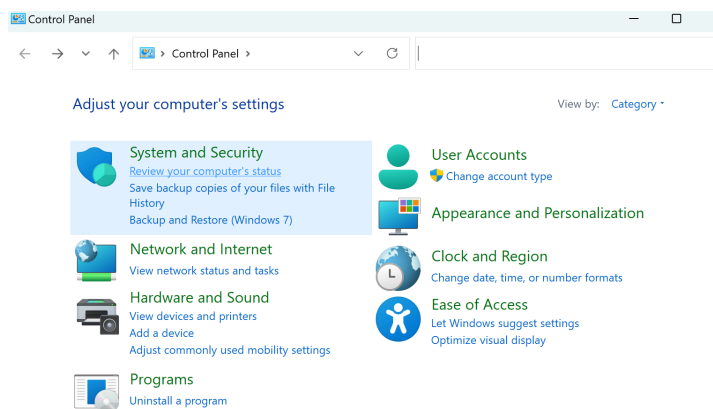 Control Panel
Control Panel
Adjust your computer's settings
View by: Category
System and Security
Review your computer's status
Save backup copies of your files with File
History
Backup and Restore (Windows 7)
Network and Internet
View network status and tasks
Hardware and Sound
View devices and printers
Add a device
Adjust commonly used mobility settings
Programs
Uninstall a program
User Accounts
Change account type
Appearance and Personalization
Clock and Region
Change date, time, or number formats
Ease of Access
Let Windows suggest settings
Optimize visual display